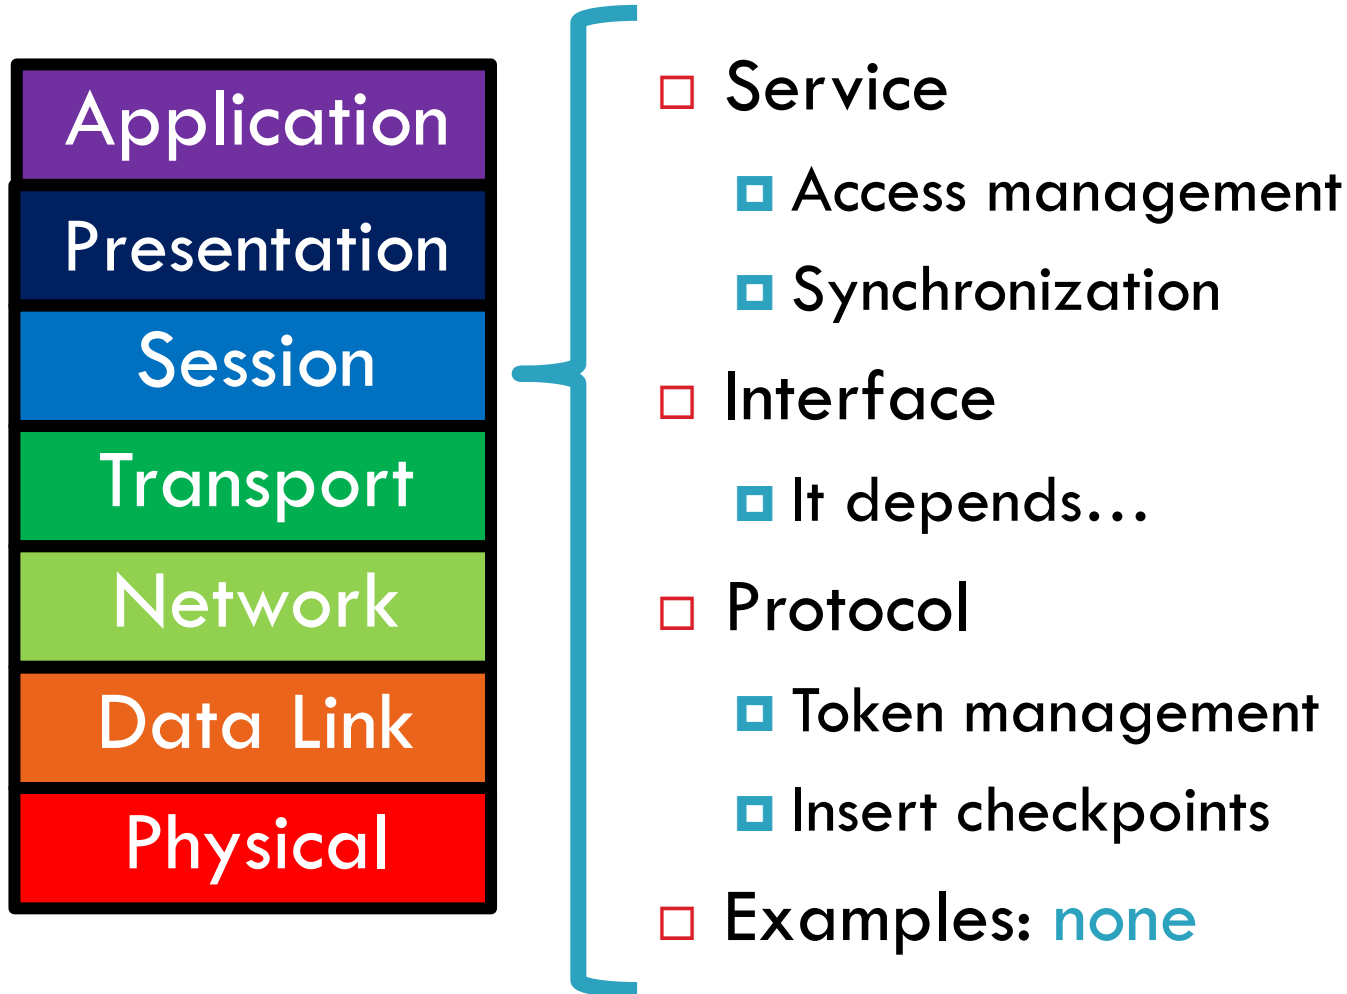 Application
Presentation
Session
Transport
Network
Data Link
Physical
Service
Access management
Synchronization
Interface
It depends…
Protocol
Token management
Insert checkpoints
Examples: none